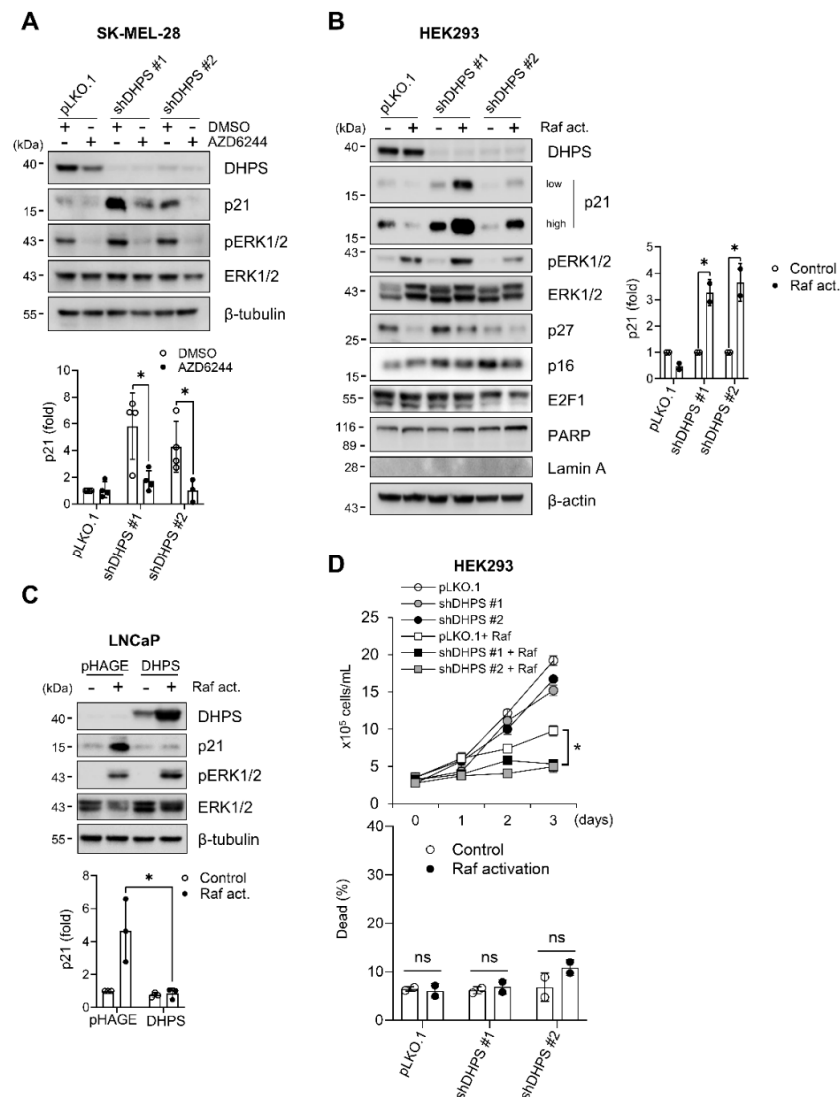 A
SK-MEL-28
pLKO.1
shDHPS #1
shDHPS #2
+ - + - + - DMSO
(kDa) - + - + - + AZD6244
40 DHPS
15 p21
43 pERK1/2
43 ERK1/2
55 β-tubulin
DMSO
AZD6244
p21 (fold)
10
8
6
4
2
0
* *
pLKO.1
shDHPS #1
shDHPS #2
B
HEK293
pLKO.1
shDHPS #1
shDHPS #2
(kDa) - + - + - + Raf act.
40 DHPS
15 low
p21
15 high
43 pERK1/2
43 ERK1/2
25 p27
15 p16
55 E2F1
116 PARP
89
28 Lamin A
43 β-actin
Control
Raf act.
p21 (fold)
5
4
3
2
1
0
* *
pLKO.1
shDHPS #1
shDHPS #2
C
LNCaP
pHAGE DHPS
(kDa) - + - + Raf act.
40 DHPS
15 p21
43 pERK1/2
43 ERK1/2
55 β-tubulin
Control
Raf act.
p21 (fold)
8
6
4
2
0
*
pHAGE DHPS
D
HEK293
pLKO.1
shDHPS #1
shDHPS #2
pLKO.1+ Raf
shDHPS #1 + Raf
shDHPS #2 + Raf
x10⁵ cells/mL
25
20
15
10
5
0
*
0 1 2 3 (days)
Control
Raf activation
Dead (%)
40
30
20
10
0
ns ns ns
pLKO.1
shDHPS #1
shDHPS #2